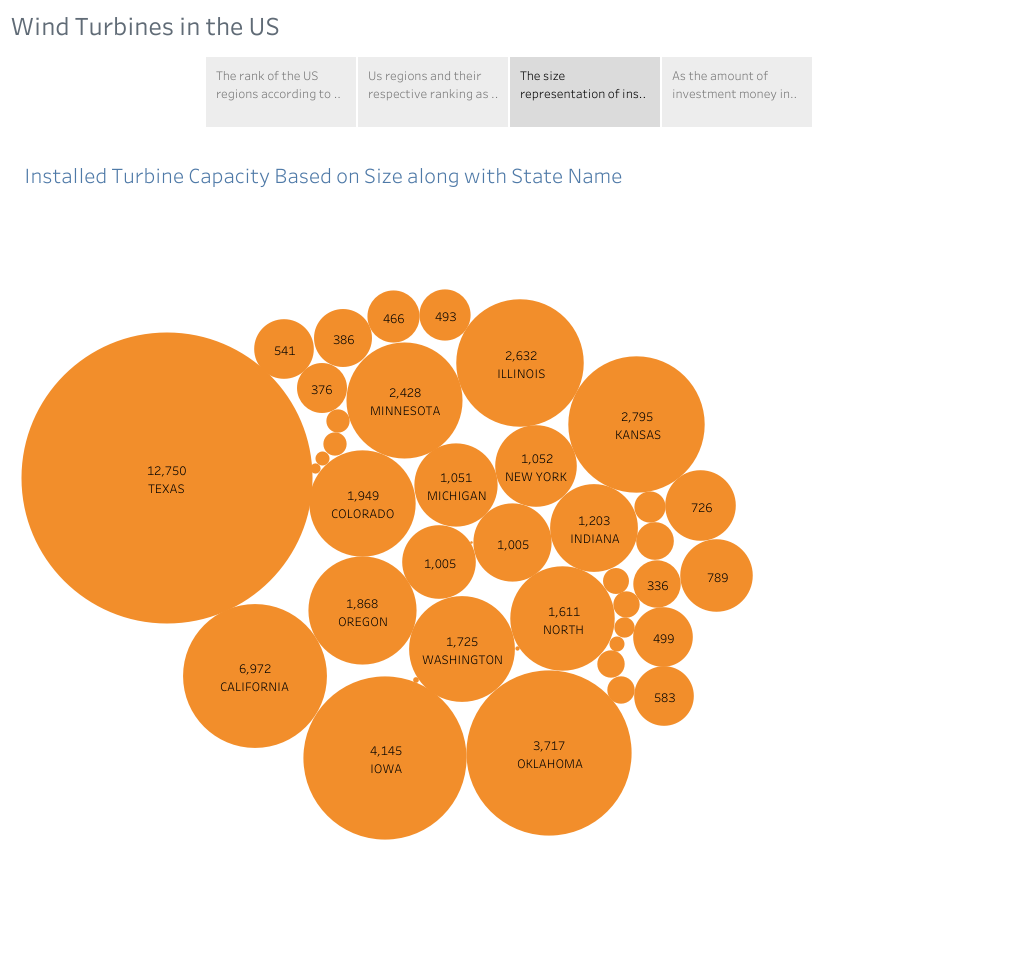 Wind Turbines in the US
The rank of the US
regions according to ..
Us regions and their
respective ranking as ..
The size
representation of ins..
As the amount of
investment money in..
Installed Turbine Capacity Based on Size along with State Name
466
493
386
541
2,632
ILLINOIS
376
2,428
MINNESOTA
2,795
KANSAS
12,750
TEXAS
1,052
NEW YORK
1,051
MICHIGAN
1,949
COLORADO
726
1,203
INDIANA
1,005
1,005
789
336
1,868
OREGON
1,611
NORTH
499
1,725
WASHINGTON
6,972
CALIFORNIA
583
4,145
IOWA
3,717
OKLAHOMA